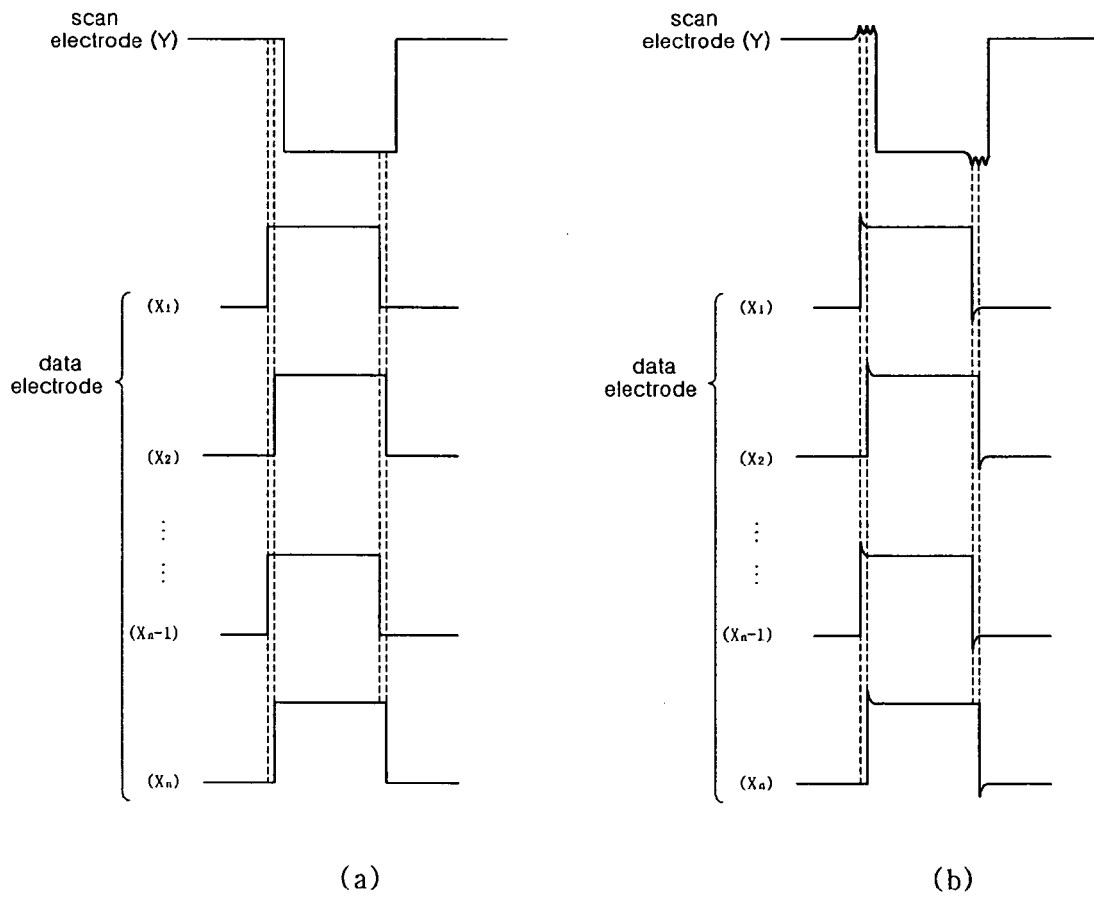 scan
electrode (Y)
data
electrode
(X₁)
(X₂)
(Xₙ-1)
(Xₙ)
(a)
scan
electrode (Y)
data
electrode
(X₁)
(X₂)
(Xₙ-1)
(Xₙ)
(b)